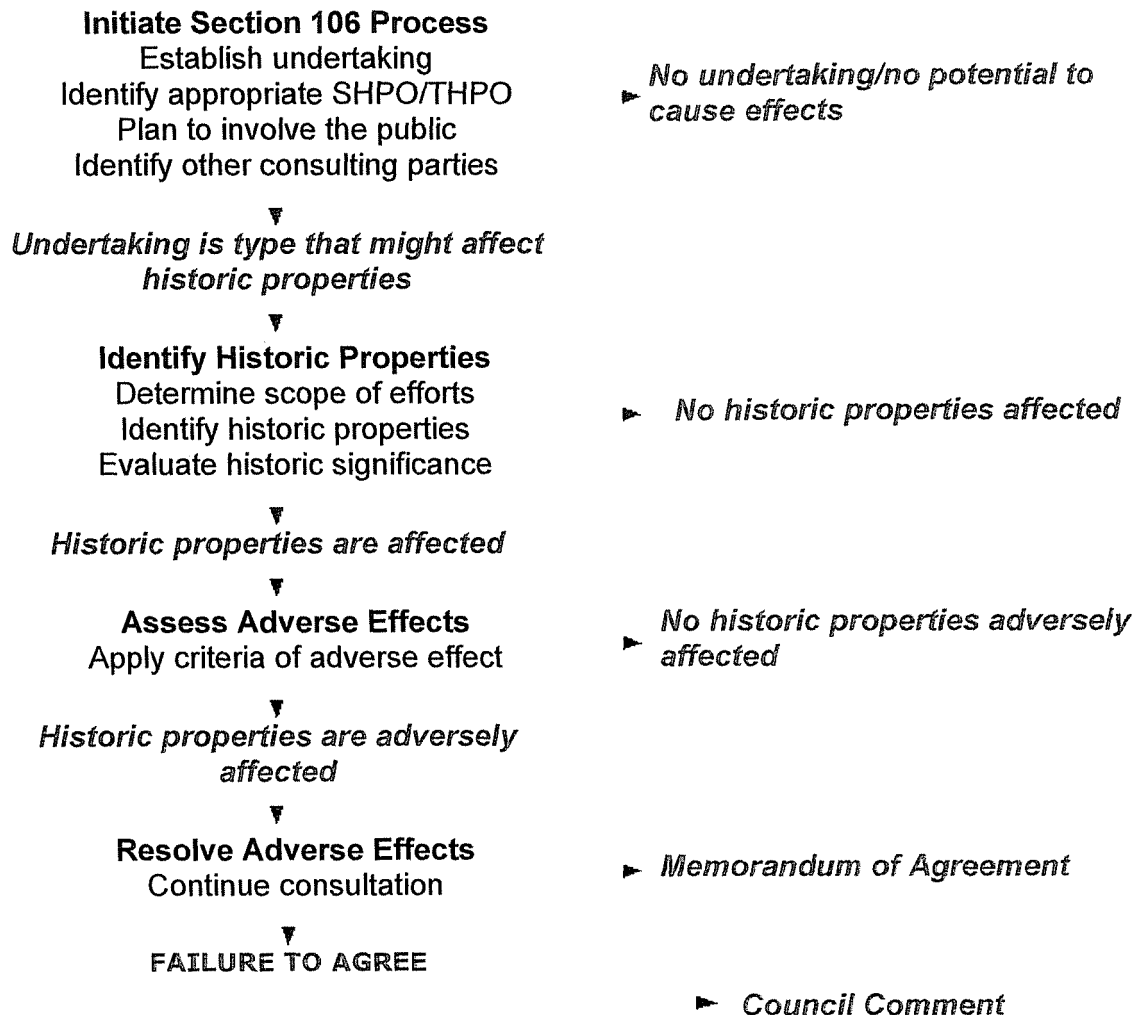 Initiate Section 106 Process
Establish undertaking
Identify appropriate SHPO/THPO
Plan to involve the public
Identify other consulting parties
No undertaking/no potential to
cause effects
Undertaking is type that might affect
historic properties
Identify Historic Properties
Determine scope of efforts
Identify historic properties
Evaluate historic significance
No historic properties affected
Historic properties are affected
Assess Adverse Effects
Apply criteria of adverse effect
No historic properties adversely
affected
Historic properties are adversely
affected
Resolve Adverse Effects
Continue consultation
Memorandum of Agreement
FAILURE TO AGREE
Council Comment